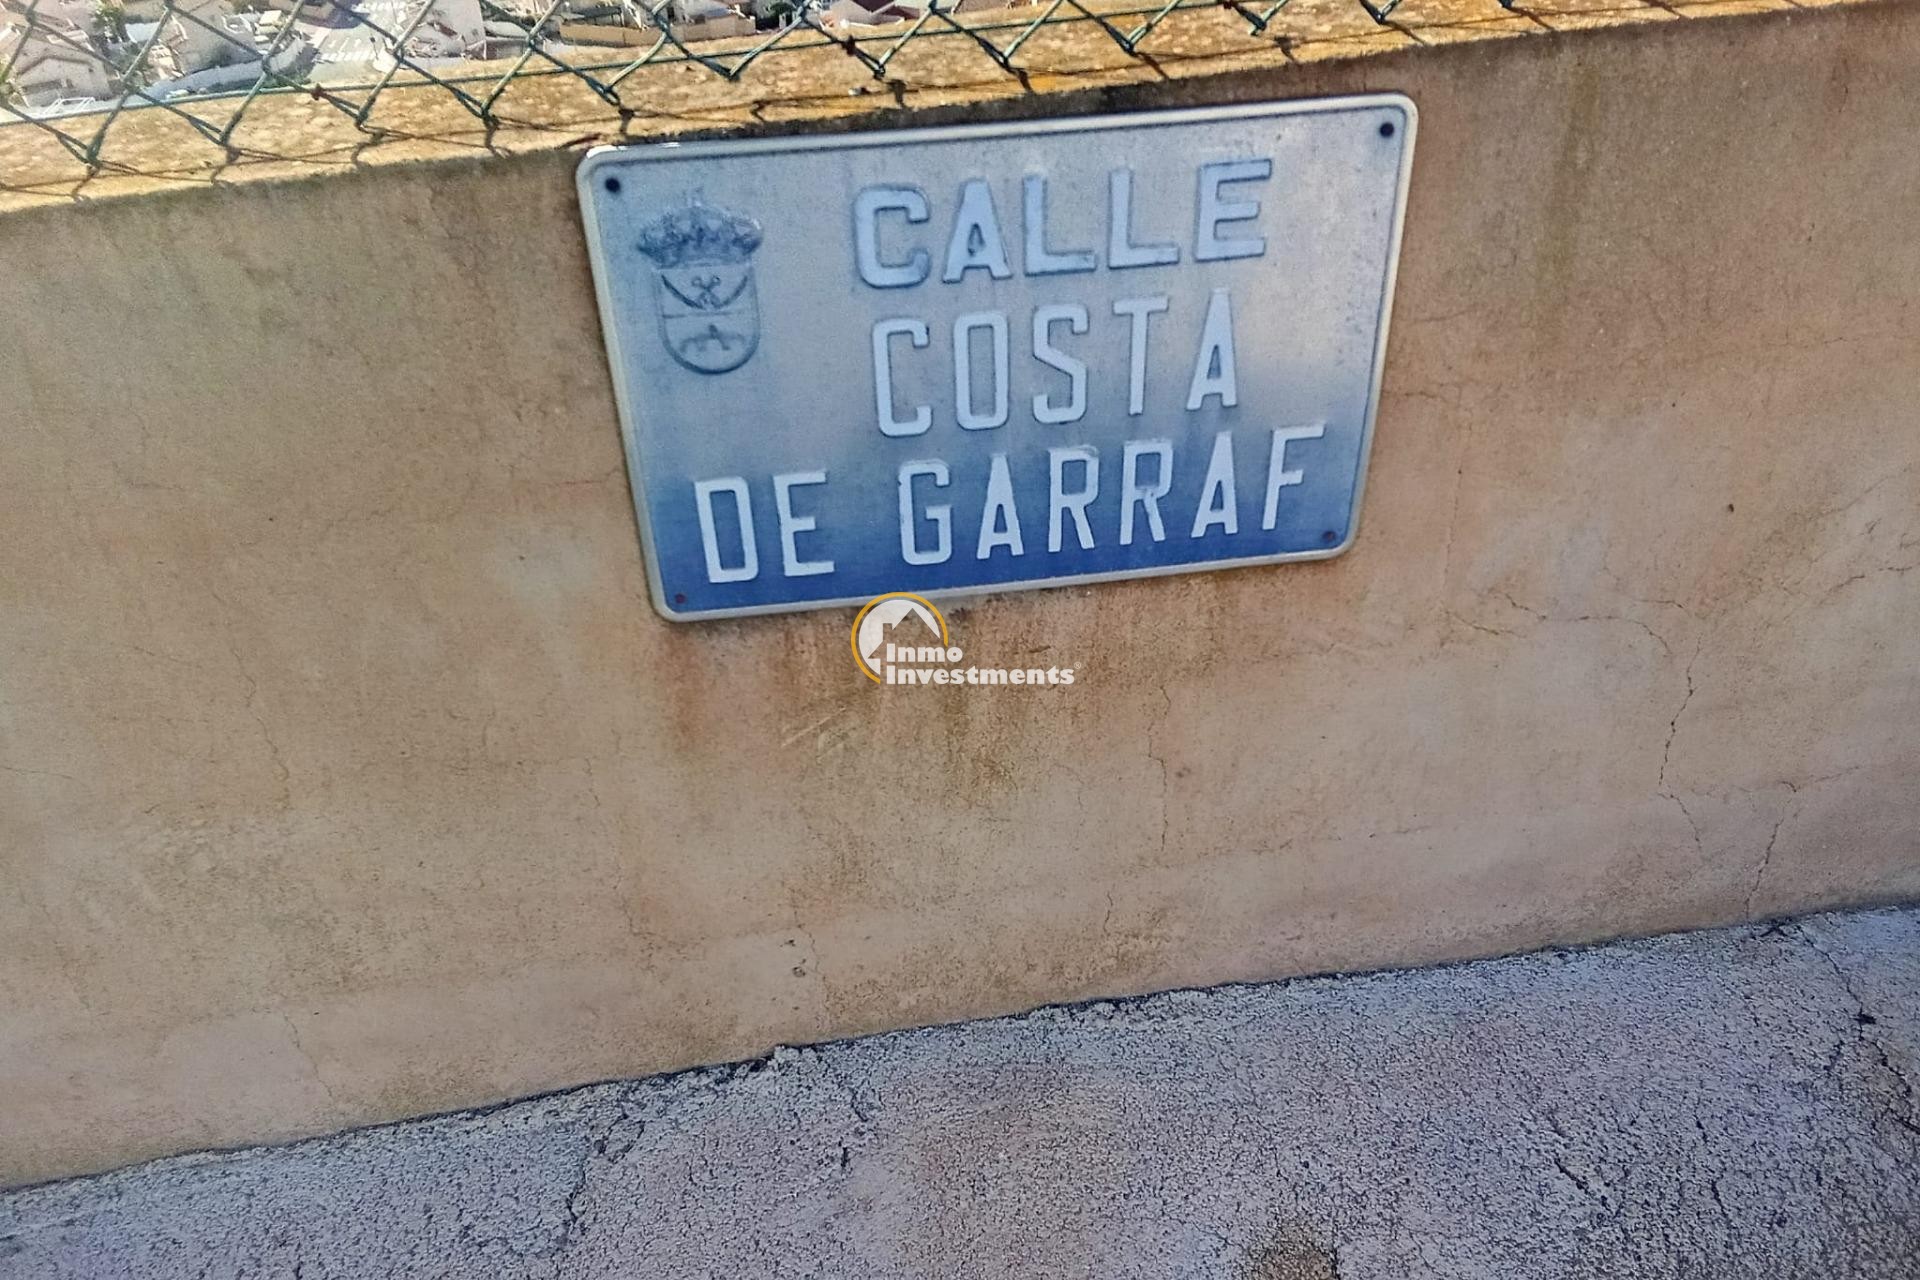 CALLE
COSTA
DE GARRAF
Inmo
Investments®